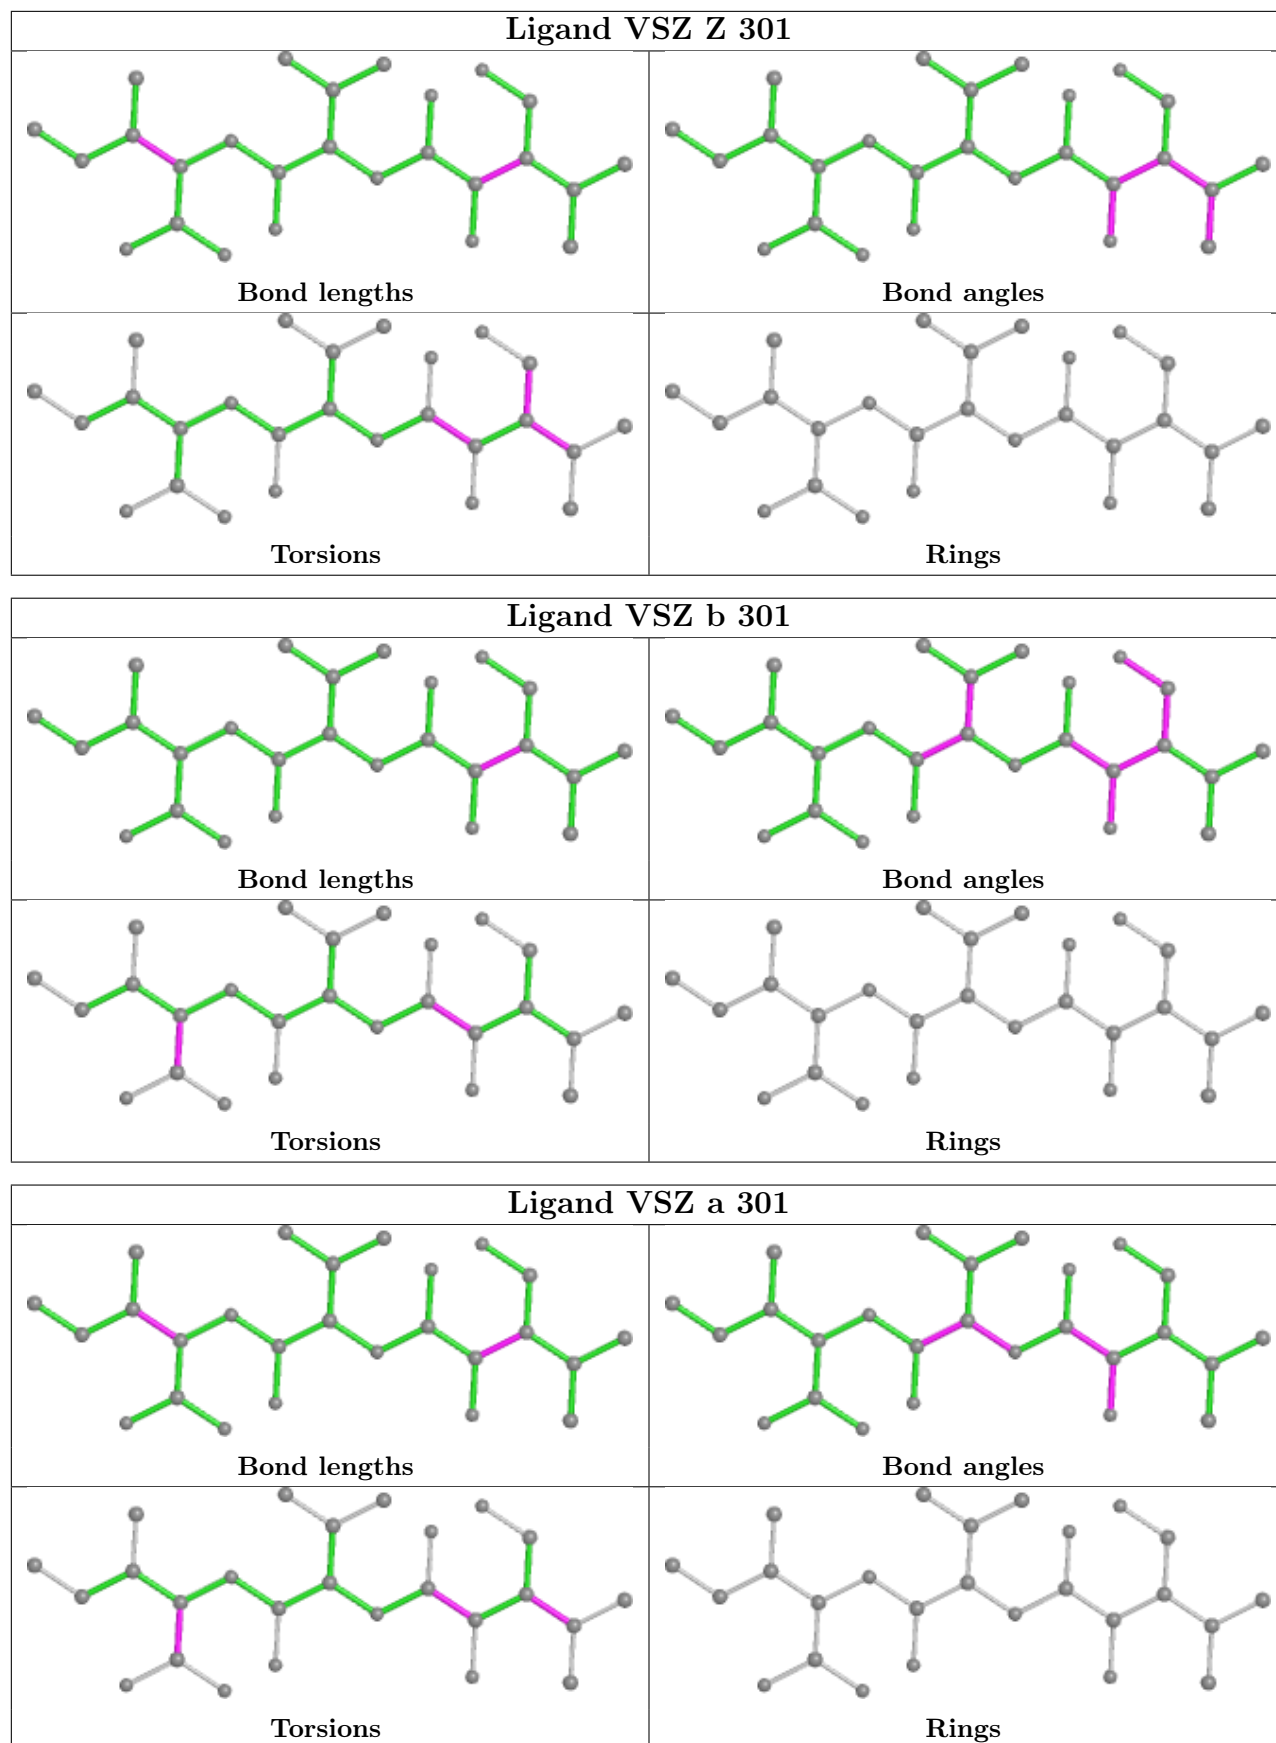 Ligand VSZ Z 301
Bond lengths
Bond angles
Torsions
Rings
Ligand VSZ b 301
Bond lengths
Bond angles
Torsions
Rings
Ligand VSZ a 301
Bond lengths
Bond angles
Torsions
Rings